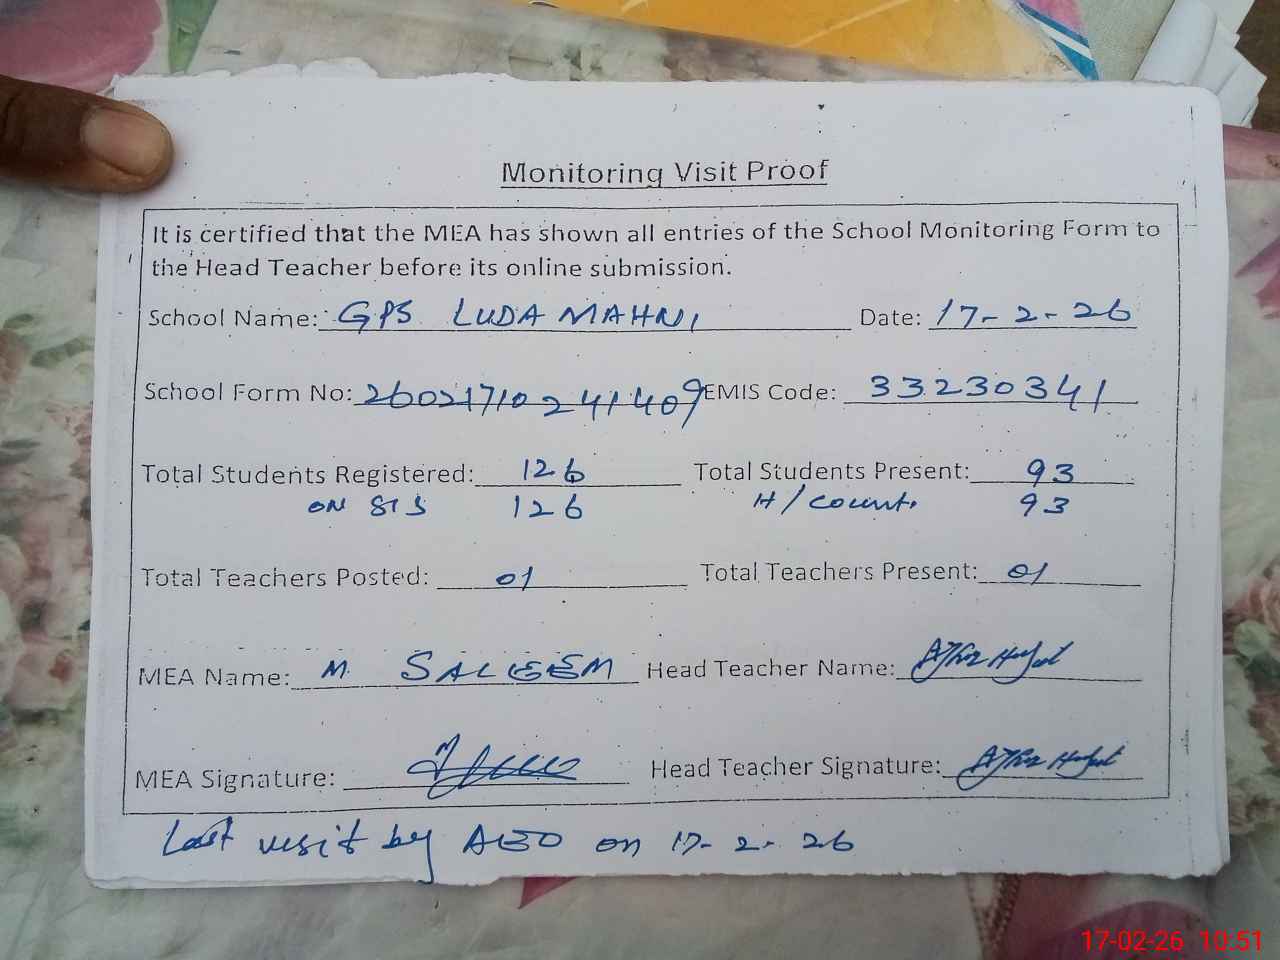 Monitoring Visit Proof
It is certified that the MEA has shown all entries of the School Monitoring Form to
the Head Teacher before its online submission.
School Name: GPS LUDA MAHNI Date: 17-2-26
School Form No: 260217102241409 EMIS Code: 33230341
Total Students Registered: 126 Total Students Present: 93
ON SIS 126 H/count. 93
Total Teachers Posted: 01 Total Teachers Present: 01
MEA Name: M. SALEEM Head Teacher Name:
MEA Signature: Head Teacher Signature:
Last visit by AEO on 17-2-26
17-02-26 10:51